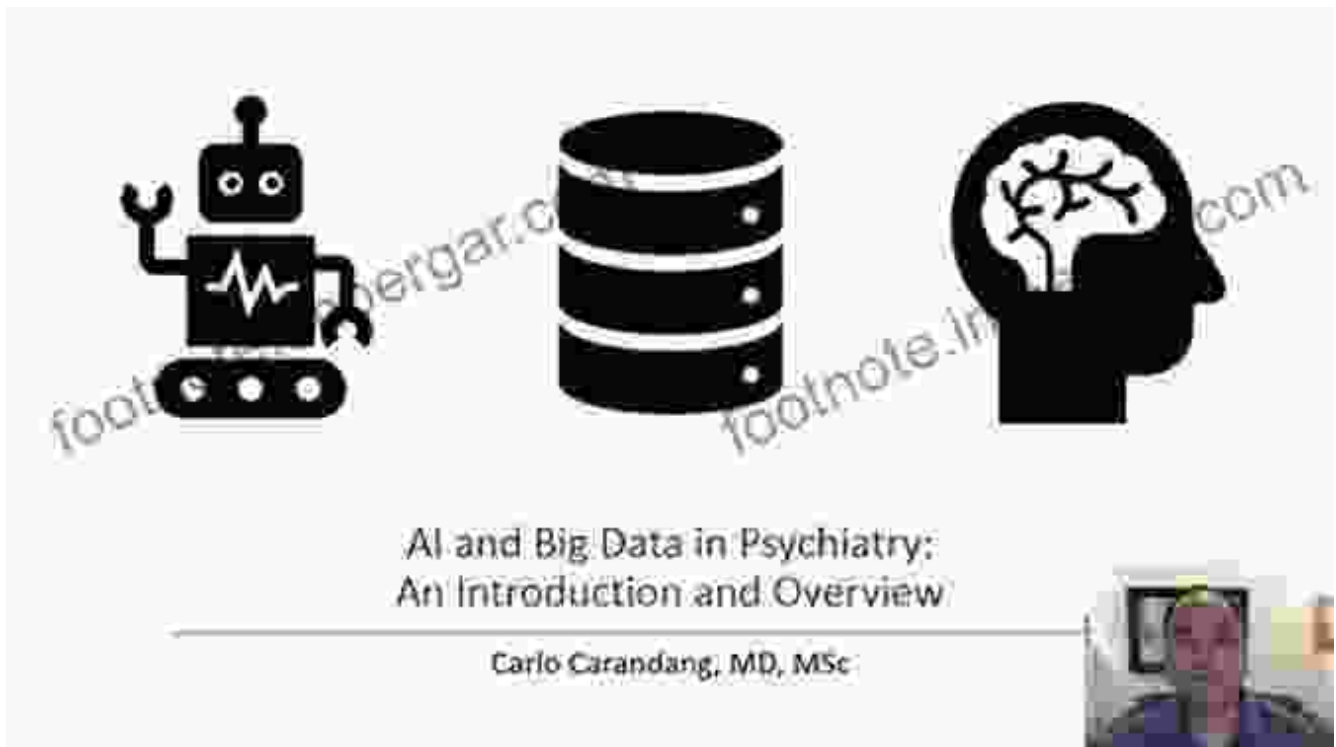 AI and Big Data in Psychiatry:
An Introduction and Overview
Carlo Carandang, MD, MSc